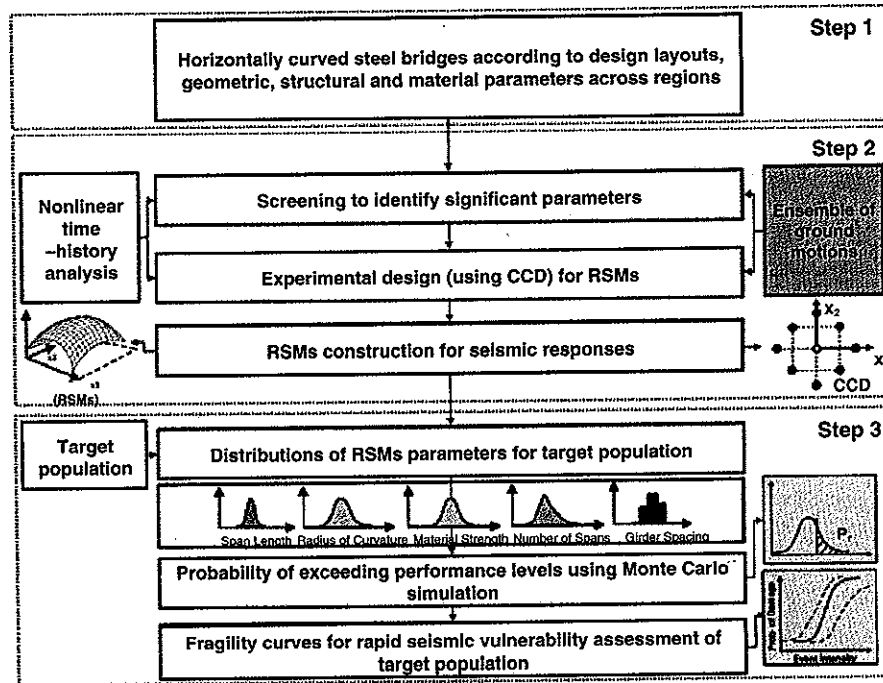 Step 1
Horizontally curved steel bridges according to design layouts,
geometric, structural and material parameters across regions
Step 2
Nonlinear
time
–history
analysis
Screening to identify significant parameters
Ensemble of
ground
motions
Experimental design (using CCD) for RSMs
RSMs construction for seismic responses
(RSMs)
X2
X
CCD
Step 3
Target
population
Distributions of RSMs parameters for target population
Span Length
Radius of Curvature
Material Strength
Number of Spans
Girder Spacing
Probability of exceeding performance levels using Monte Carlo
simulation
Fragility curves for rapid seismic vulnerability assessment of
target population
Event Intensity